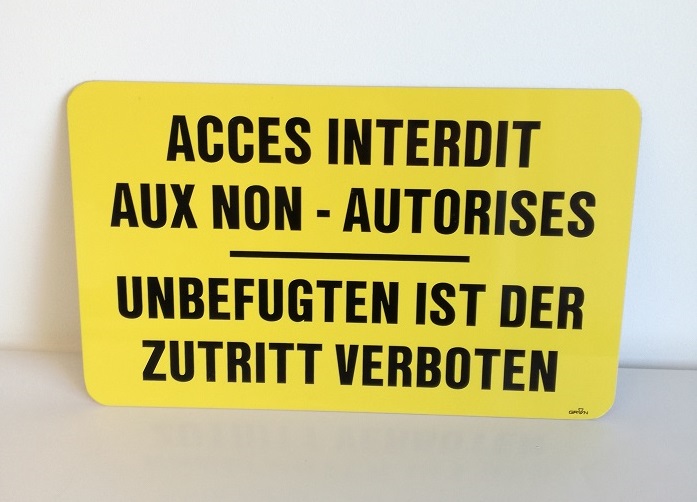 ACCES INTERDIT
AUX NON - AUTORISES
UNBEFUGTEN IST DER
ZUTRITT VERBOTEN